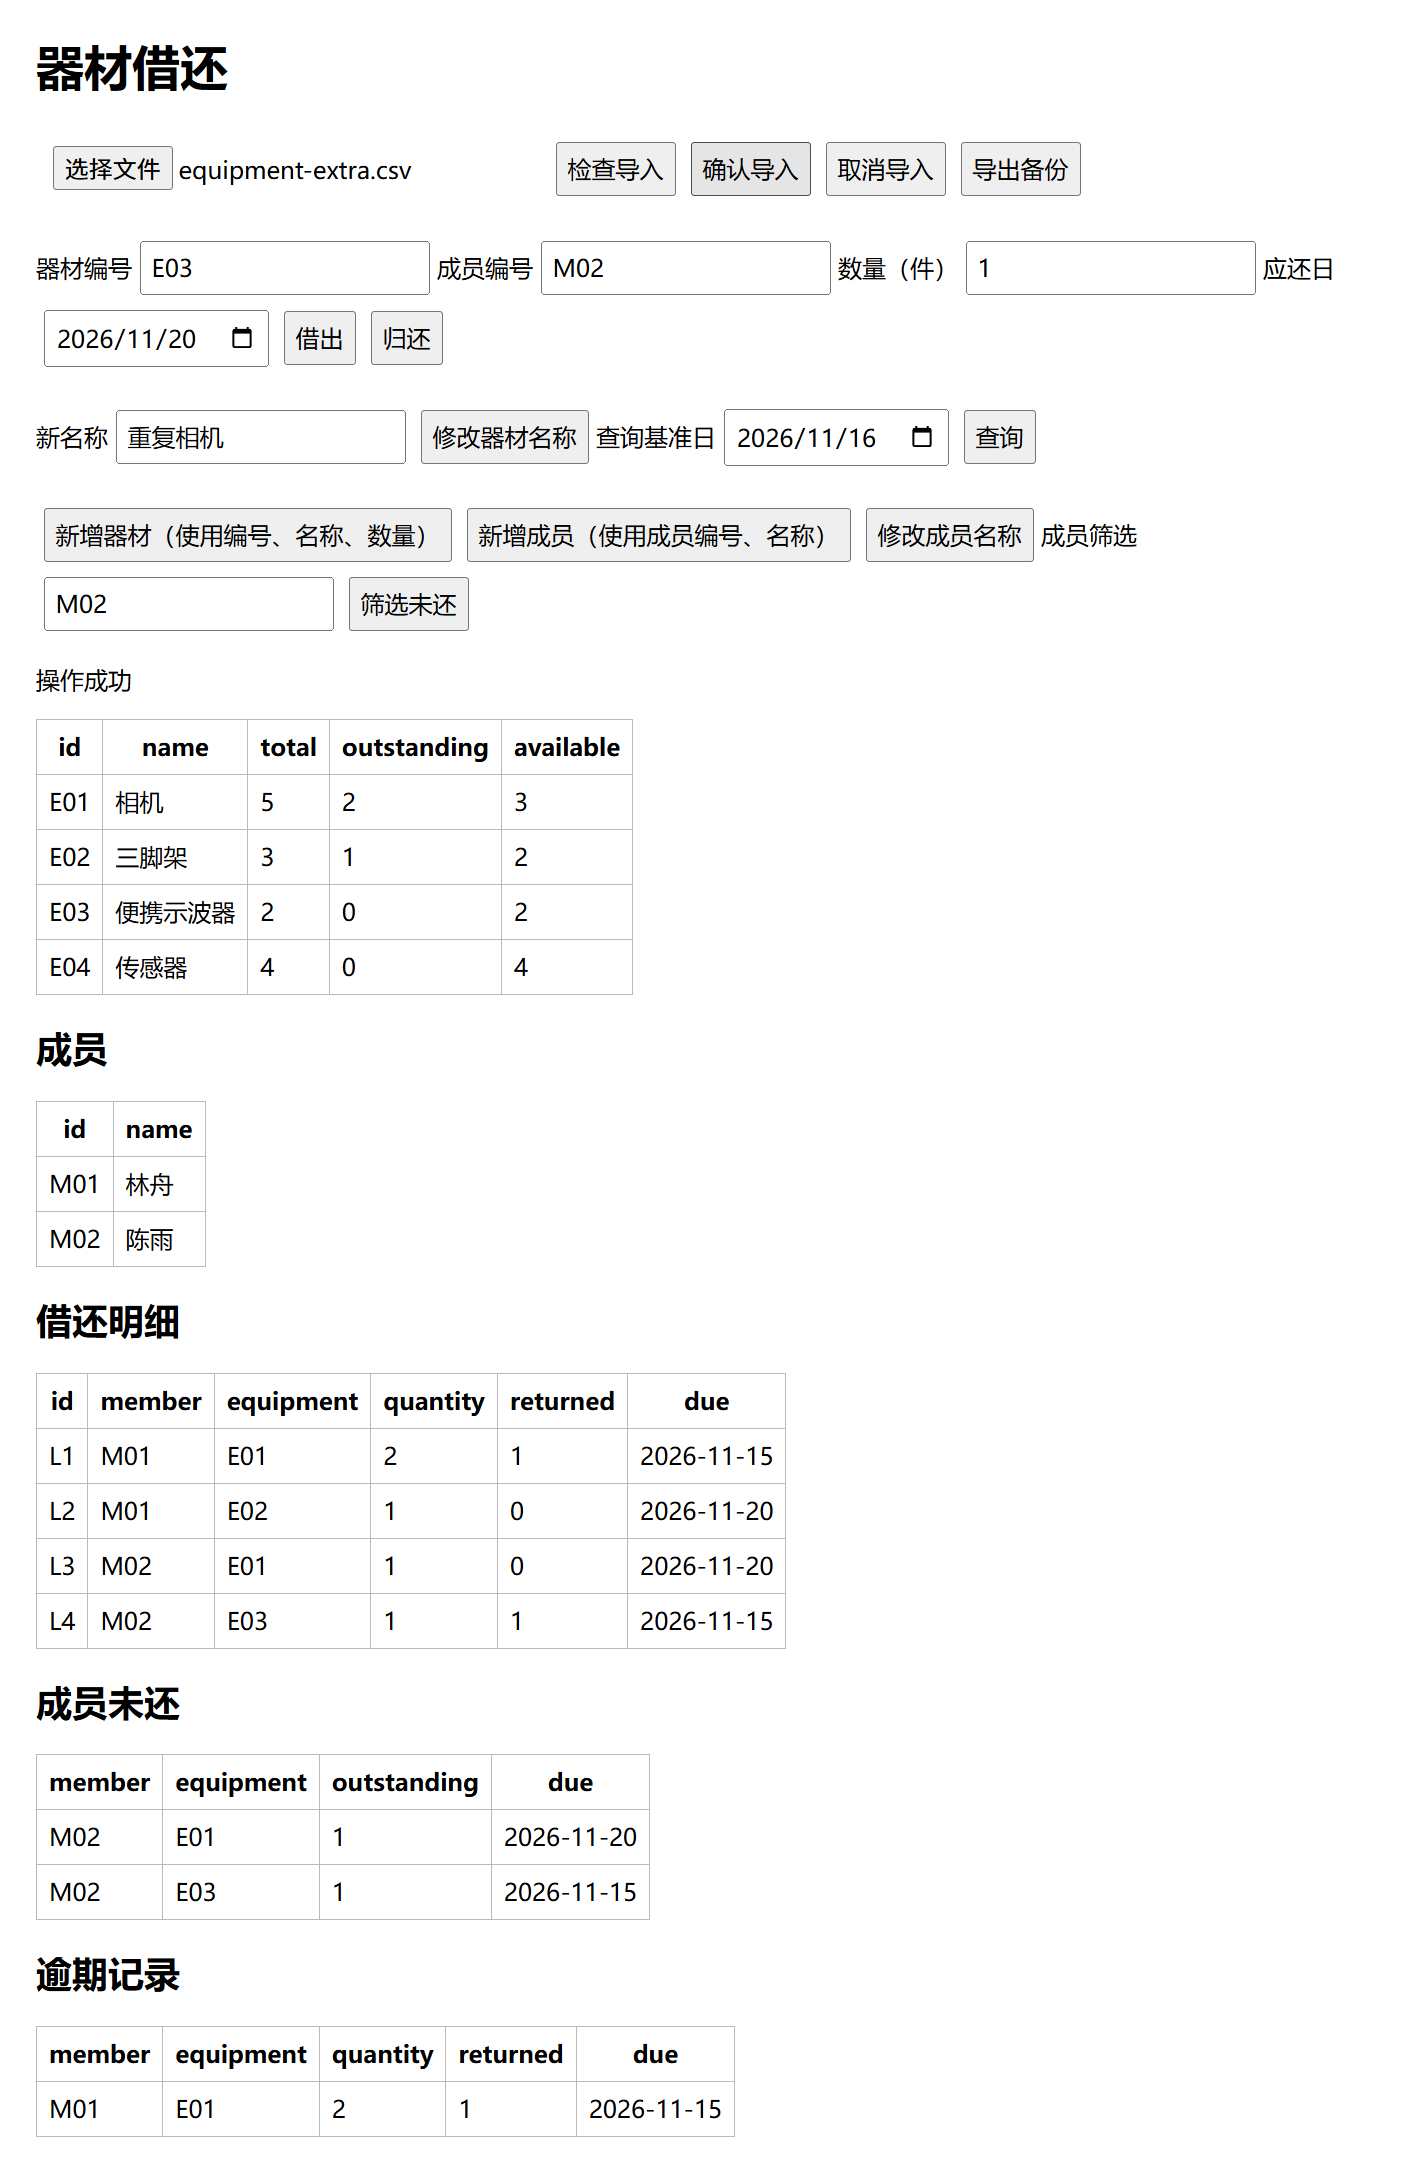 器材借还
选择文件 equipment-extra.csv 检查导入 确认导入 取消导入 导出备份
器材编号 E03 成员编号 M02 数量（件） 1 应还日
2026/11/20 借出 归还
新名称 重复相机 修改器材名称 查询基准日 2026/11/16 查询
新增器材（使用编号、名称、数量） 新增成员（使用成员编号、名称） 修改成员名称 成员筛选
M02 筛选未还
操作成功
id name total outstanding available
E01 相机 5 2 3
E02 三脚架 3 1 2
E03 便携示波器 2 0 2
E04 传感器 4 0 4
成员
id name
M01 林舟
M02 陈雨
借还明细
id member equipment quantity returned due
L1 M01 E01 2 1 2026-11-15
L2 M01 E02 1 0 2026-11-20
L3 M02 E01 1 0 2026-11-20
L4 M02 E03 1 1 2026-11-15
成员未还
member equipment outstanding due
M02 E01 1 2026-11-20
M02 E03 1 2026-11-15
逾期记录
member equipment quantity returned due
M01 E01 2 1 2026-11-15